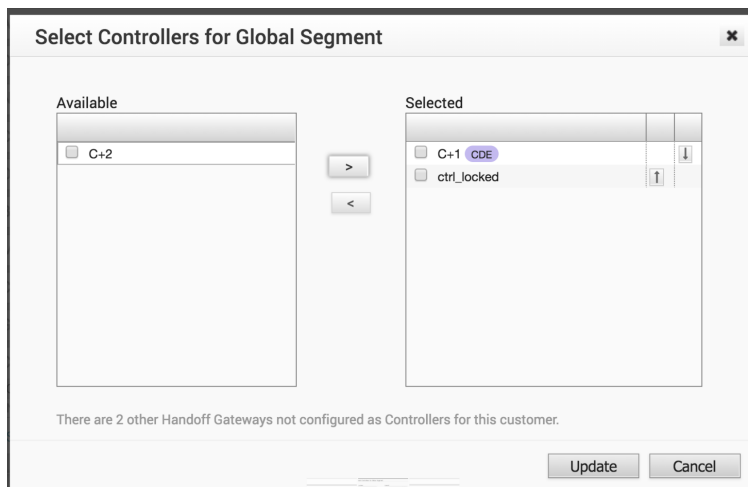 Select Controllers for Global Segment
Available
Selected
C+2
C+1 CDE
ctrl_locked
>
<
There are 2 other Handoff Gateways not configured as Controllers for this customer.
Update
Cancel